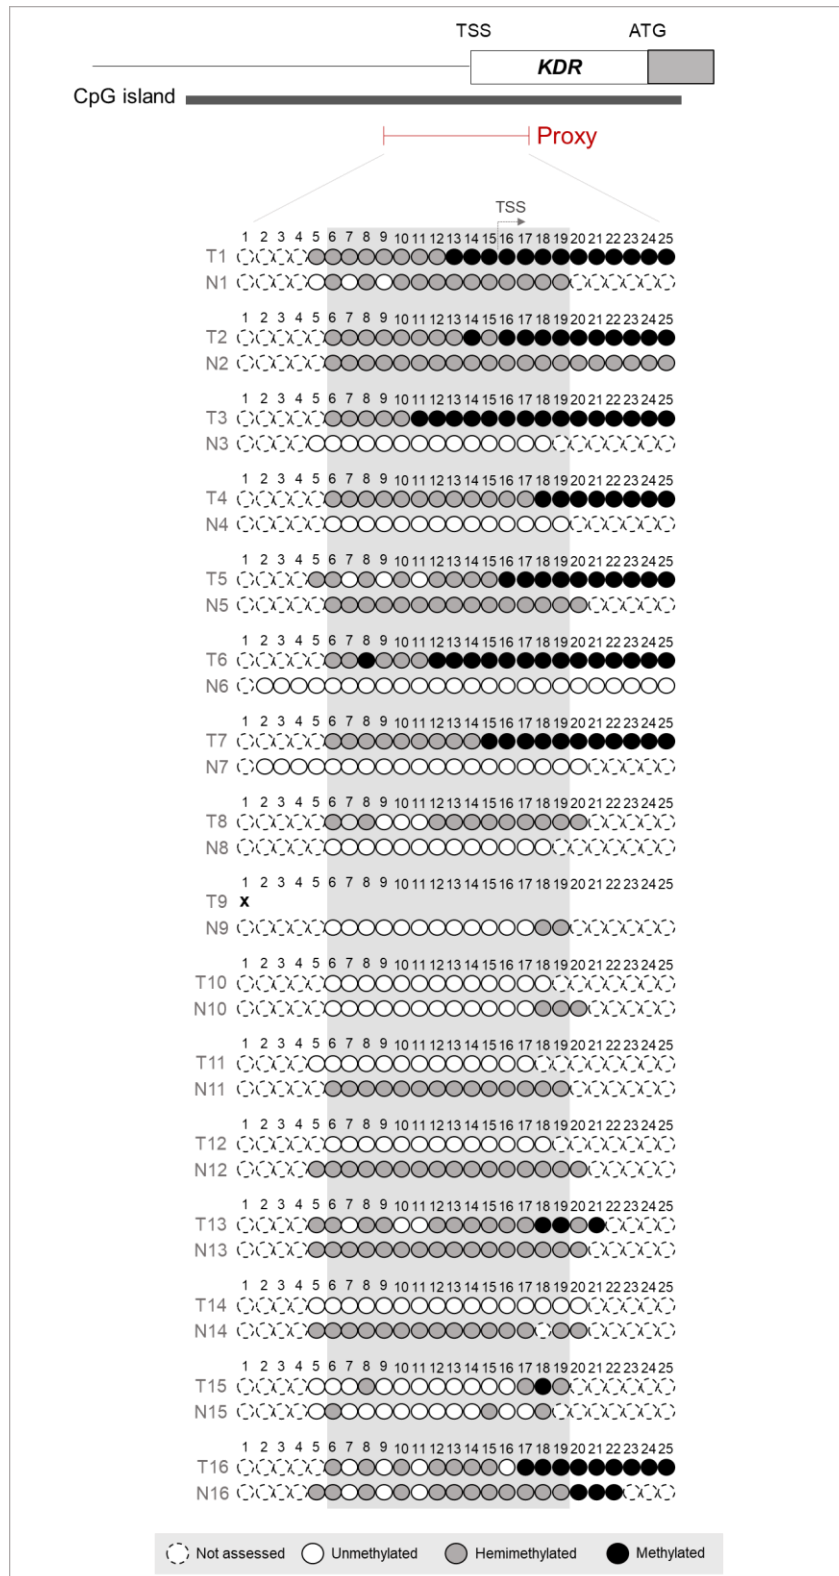 TSS ATG
KDR
CpG island
Proxy
TSS
1 2 3 4 5 6 7 8 9 10 11 12 13 14 15 16 17 18 19 20 21 22 23 24 25
T1
N1
1 2 3 4 5 6 7 8 9 10 11 12 13 14 15 16 17 18 19 20 21 22 23 24 25
T2
N2
1 2 3 4 5 6 7 8 9 10 11 12 13 14 15 16 17 18 19 20 21 22 23 24 25
T3
N3
1 2 3 4 5 6 7 8 9 10 11 12 13 14 15 16 17 18 19 20 21 22 23 24 25
T4
N4
1 2 3 4 5 6 7 8 9 10 11 12 13 14 15 16 17 18 19 20 21 22 23 24 25
T5
N5
1 2 3 4 5 6 7 8 9 10 11 12 13 14 15 16 17 18 19 20 21 22 23 24 25
T6
N6
1 2 3 4 5 6 7 8 9 10 11 12 13 14 15 16 17 18 19 20 21 22 23 24 25
T7
N7
1 2 3 4 5 6 7 8 9 10 11 12 13 14 15 16 17 18 19 20 21 22 23 24 25
T8
N8
1 2 3 4 5 6 7 8 9 10 11 12 13 14 15 16 17 18 19 20 21 22 23 24 25
T9 x
N9
1 2 3 4 5 6 7 8 9 10 11 12 13 14 15 16 17 18 19 20 21 22 23 24 25
T10
N10
1 2 3 4 5 6 7 8 9 10 11 12 13 14 15 16 17 18 19 20 21 22 23 24 25
T11
N11
1 2 3 4 5 6 7 8 9 10 11 12 13 14 15 16 17 18 19 20 21 22 23 24 25
T12
N12
1 2 3 4 5 6 7 8 9 10 11 12 13 14 15 16 17 18 19 20 21 22 23 24 25
T13
N13
1 2 3 4 5 6 7 8 9 10 11 12 13 14 15 16 17 18 19 20 21 22 23 24 25
T14
N14
1 2 3 4 5 6 7 8 9 10 11 12 13 14 15 16 17 18 19 20 21 22 23 24 25
T15
N15
1 2 3 4 5 6 7 8 9 10 11 12 13 14 15 16 17 18 19 20 21 22 23 24 25
T16
N16
Not assessed Unmethylated Hemimethylated Methylated